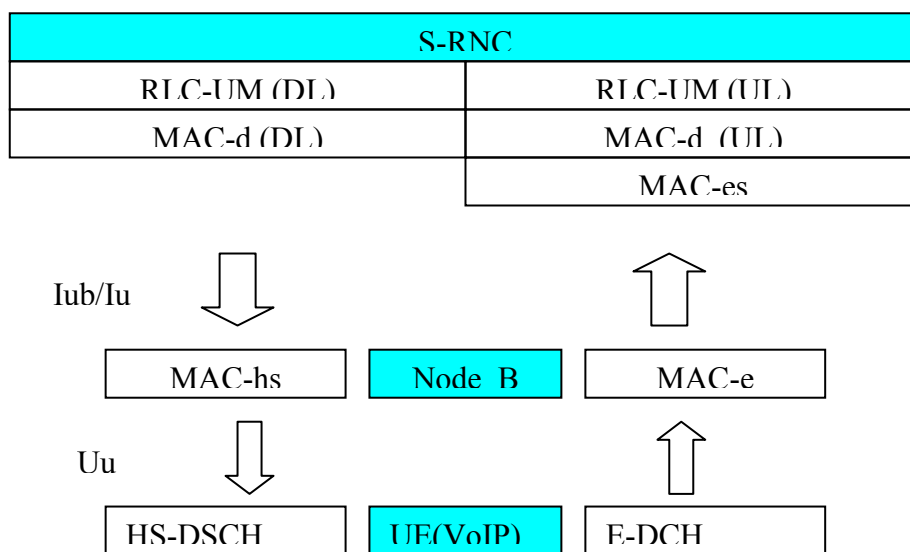 S-RNC
RLC-UM (DL) RLC-UM (UL)
MAC-d (DL) MAC-d (UL)
MAC-es
Iub/Iu
MAC-hs Node B MAC-e
Uu
HS-DSCH UE(VoIP) E-DCH